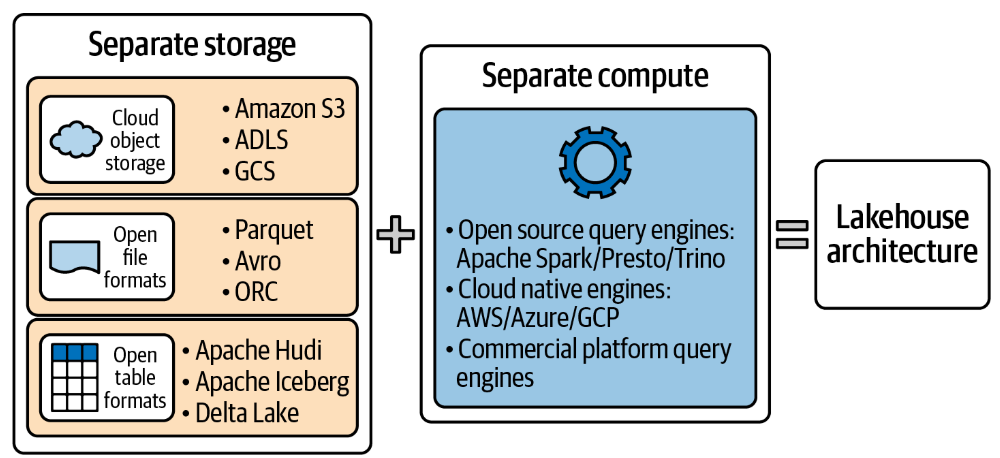 Separate storage
Cloud
object
storage
• Amazon S3
• ADLS
• GCS
Open
file
formats
• Parquet
• Avro
• ORC
Open
table
formats
• Apache Hudi
• Apache Iceberg
• Delta Lake
+
Separate compute
• Open source query engines:
Apache Spark/Presto/Trino
• Cloud native engines:
AWS/Azure/GCP
• Commercial platform query
engines
=
Lakehouse
architecture